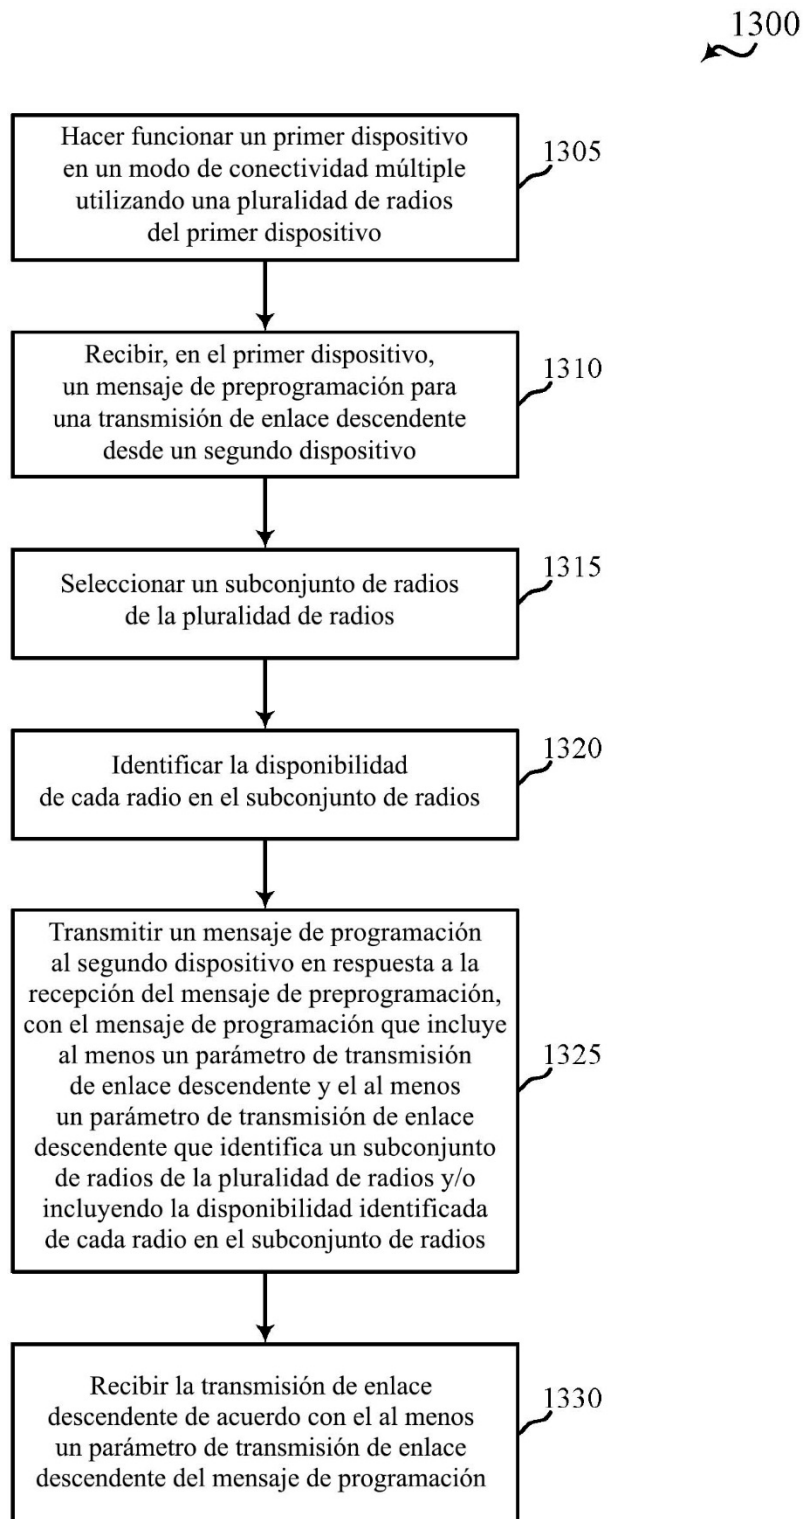 1300
Hacer funcionar un primer dispositivo
en un modo de conectividad múltiple
utilizando una pluralidad de radios
del primer dispositivo
1305
Recibir, en el primer dispositivo,
un mensaje de preprogramación para
una transmisión de enlace descendente
desde un segundo dispositivo
1310
Seleccionar un subconjunto de radios
de la pluralidad de radios
1315
Identificar la disponibilidad
de cada radio en el subconjunto de radios
1320
Transmitir un mensaje de programación
al segundo dispositivo en respuesta a la
recepción del mensaje de preprogramación,
con el mensaje de programación que incluye
al menos un parámetro de transmisión
de enlace descendente y el al menos
un parámetro de transmisión de enlace
descendente que identifica un subconjunto
de radios de la pluralidad de radios y/o
incluyendo la disponibilidad identificada
de cada radio en el subconjunto de radios
1325
Recibir la transmisión de enlace
descendente de acuerdo con el al menos
un parámetro de transmisión de enlace
descendente del mensaje de programación
1330